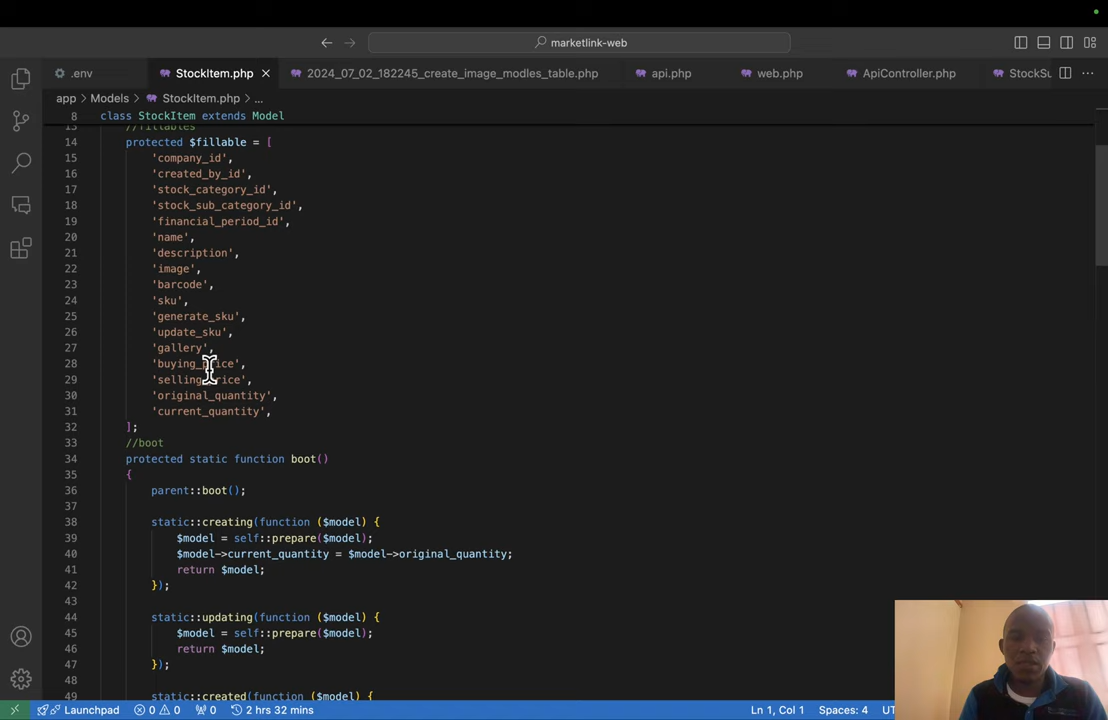 marketlink-web
.env
StockItem.php
2024_07_02_182245_create_image_modles_table.php
api.php
web.php
ApiController.php
StockSu
app > Models > StockItem.php > ...
8 class StockItem extends Model
13 //fillables
14 protected $fillable = [
15 'company_id',
16 'created_by_id',
17 'stock_category_id',
18 'stock_sub_category_id',
19 'financial_period_id',
20 'name',
21 'description',
22 'image',
23 'barcode',
24 'sku',
25 'generate_sku',
26 'update_sku',
27 'gallery',
28 'buying_price',
29 'selling_price',
30 'original_quantity',
31 'current_quantity',
32 ];
33 //boot
34 protected static function boot()
35 {
36 parent::boot();
37
38 static::creating(function ($model) {
39 $model = self::prepare($model);
40 $model->current_quantity = $model->original_quantity;
41 return $model;
42 });
43
44 static::updating(function ($model) {
45 $model = self::prepare($model);
46 return $model;
47 });
48
49 static::created(function ($model) {
Launchpad 0 0 0 2 hrs 32 mins Ln 1, Col 1 Spaces: 4 UT